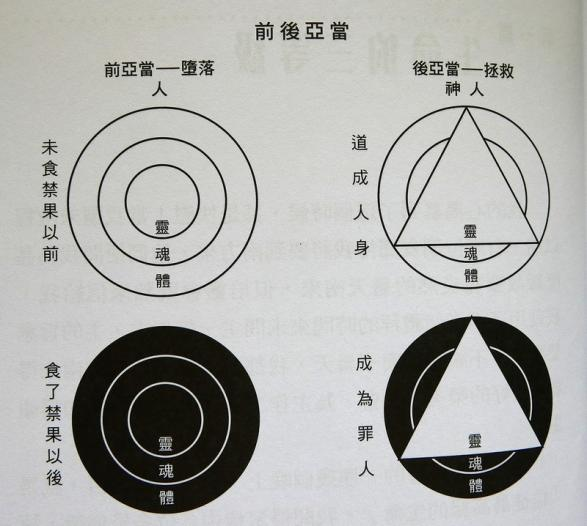 前後亞當
前亞當──墮落
人
後亞當──拯救
神 人
未食禁果以前
靈
魂
體
道成人身
靈
魂
體
食了禁果以後
靈
魂
體
成為罪人
靈
魂
體